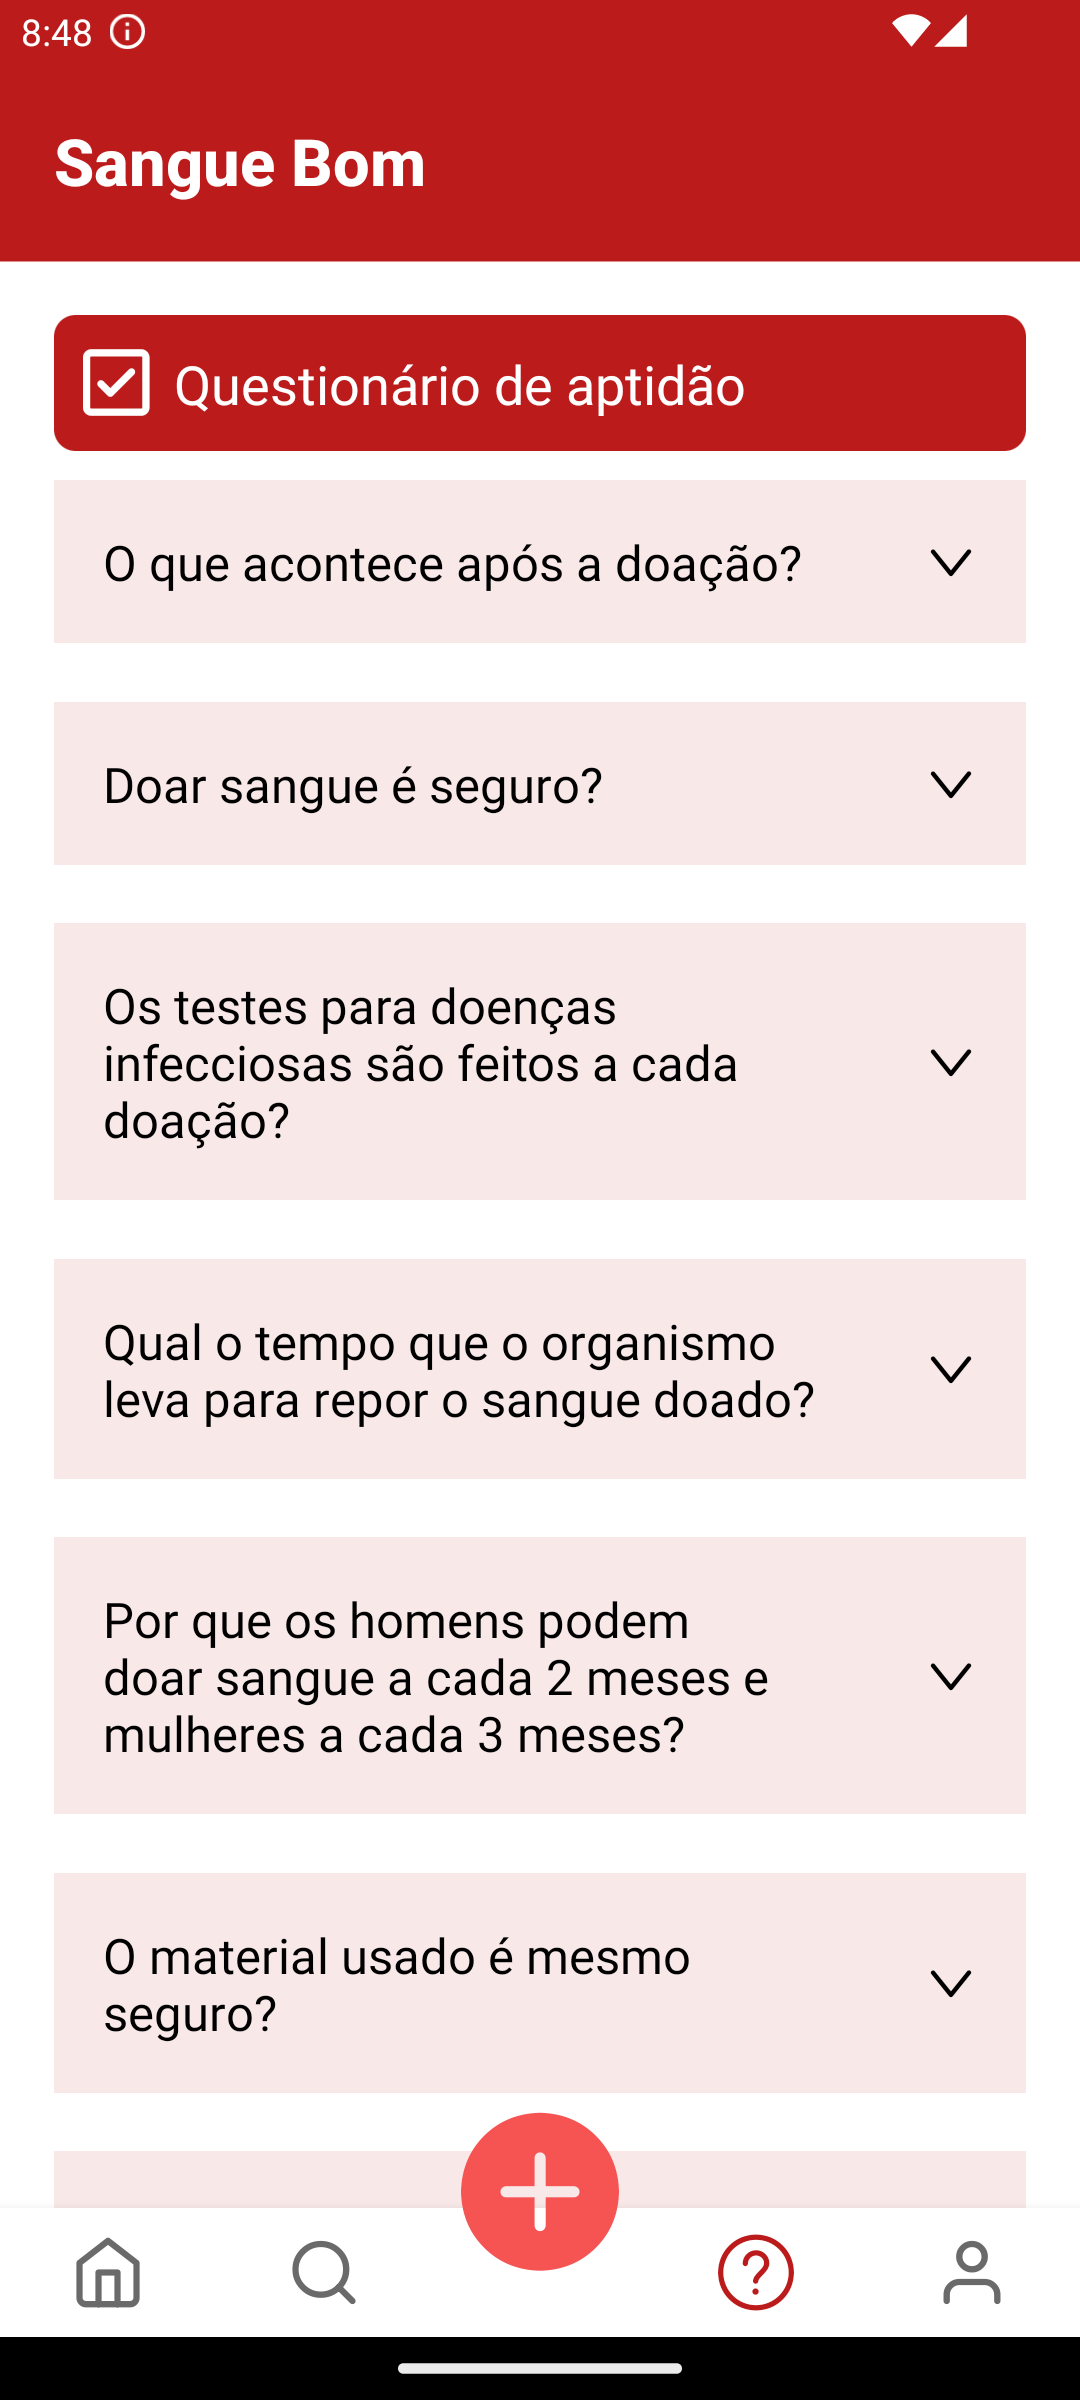 8:48
Sangue Bom
Questionário de aptidão
O que acontece após a doação?
Doar sangue é seguro?
Os testes para doenças
infecciosas são feitos a cada
doação?
Qual o tempo que o organismo
leva para repor o sangue doado?
Por que os homens podem
doar sangue a cada 2 meses e
mulheres a cada 3 meses?
O material usado é mesmo
seguro?